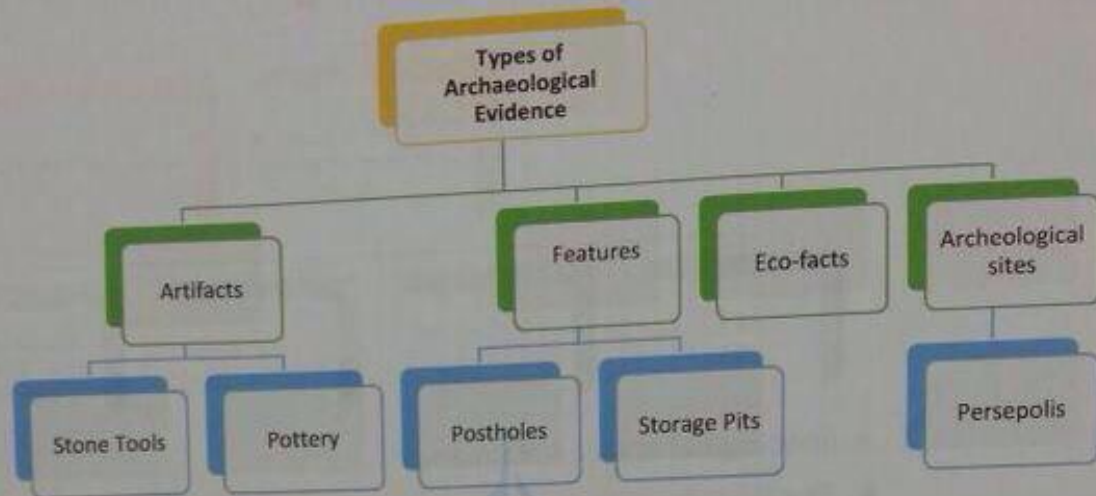 Types of
Archaeological
Evidence
Artifacts
Features
Eco-facts
Archeological
sites
Stone Tools
Pottery
Postholes
Storage Pits
Persepolis